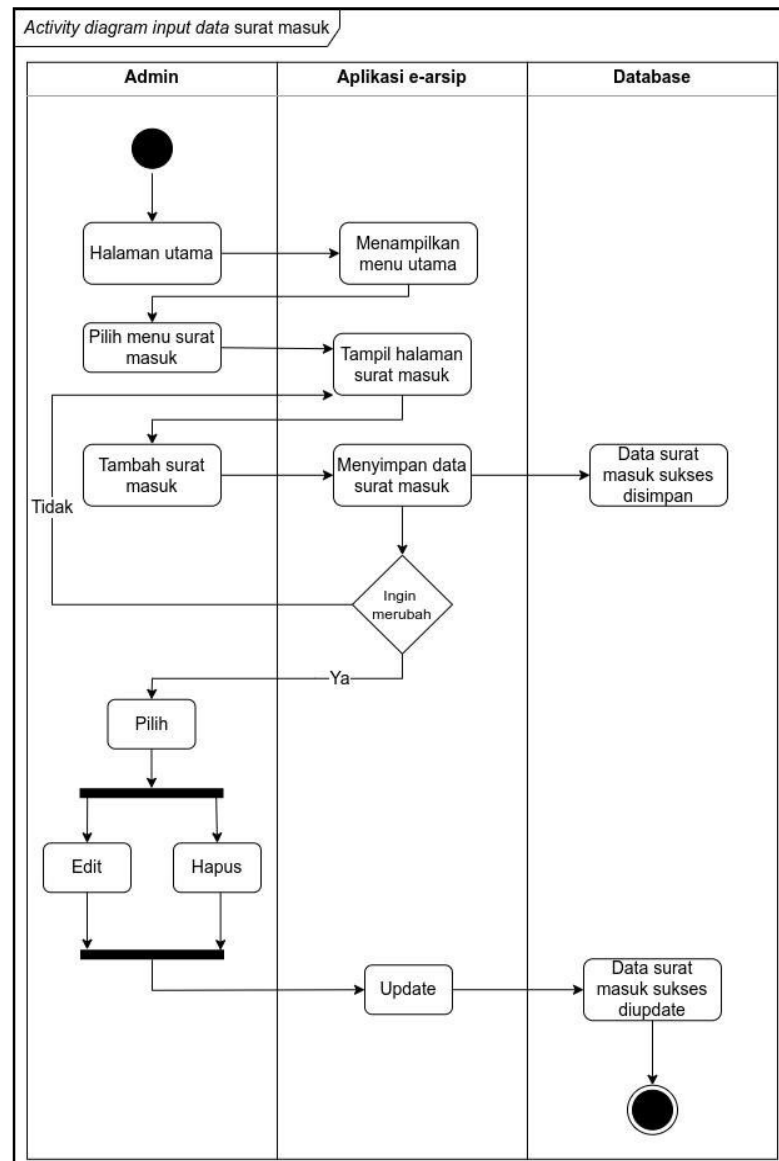 Activity diagram input data surat masuk
Admin
Aplikasi e-arsip
Database
Halaman utama
Menampilkan
menu utama
Pilih menu surat
masuk
Tampil halaman
surat masuk
Tambah surat
masuk
Menyimpan data
surat masuk
Data surat
masuk sukses
disimpan
Tidak
Ingin
merubah
Ya
Pilih
Edit
Hapus
Update
Data surat
masuk sukses
diupdate